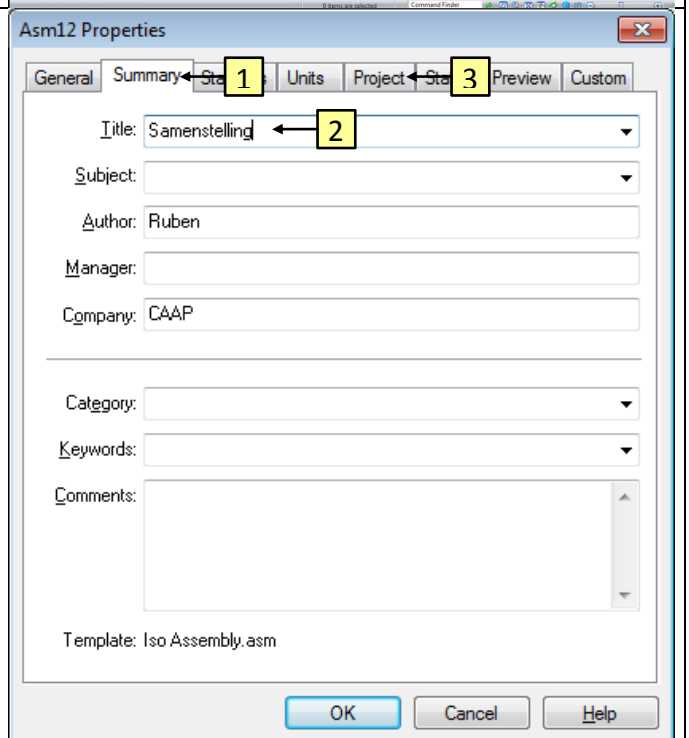 0 items are selected Command Finder
Asm12 Properties
General Summary 1 Units Project 3 Preview Custom
Title: Samenstelling 2
Subject:
Author: Ruben
Manager:
Company: CAAP
Category:
Keywords:
Comments:
Template: Iso Assembly.asm
OK Cancel Help